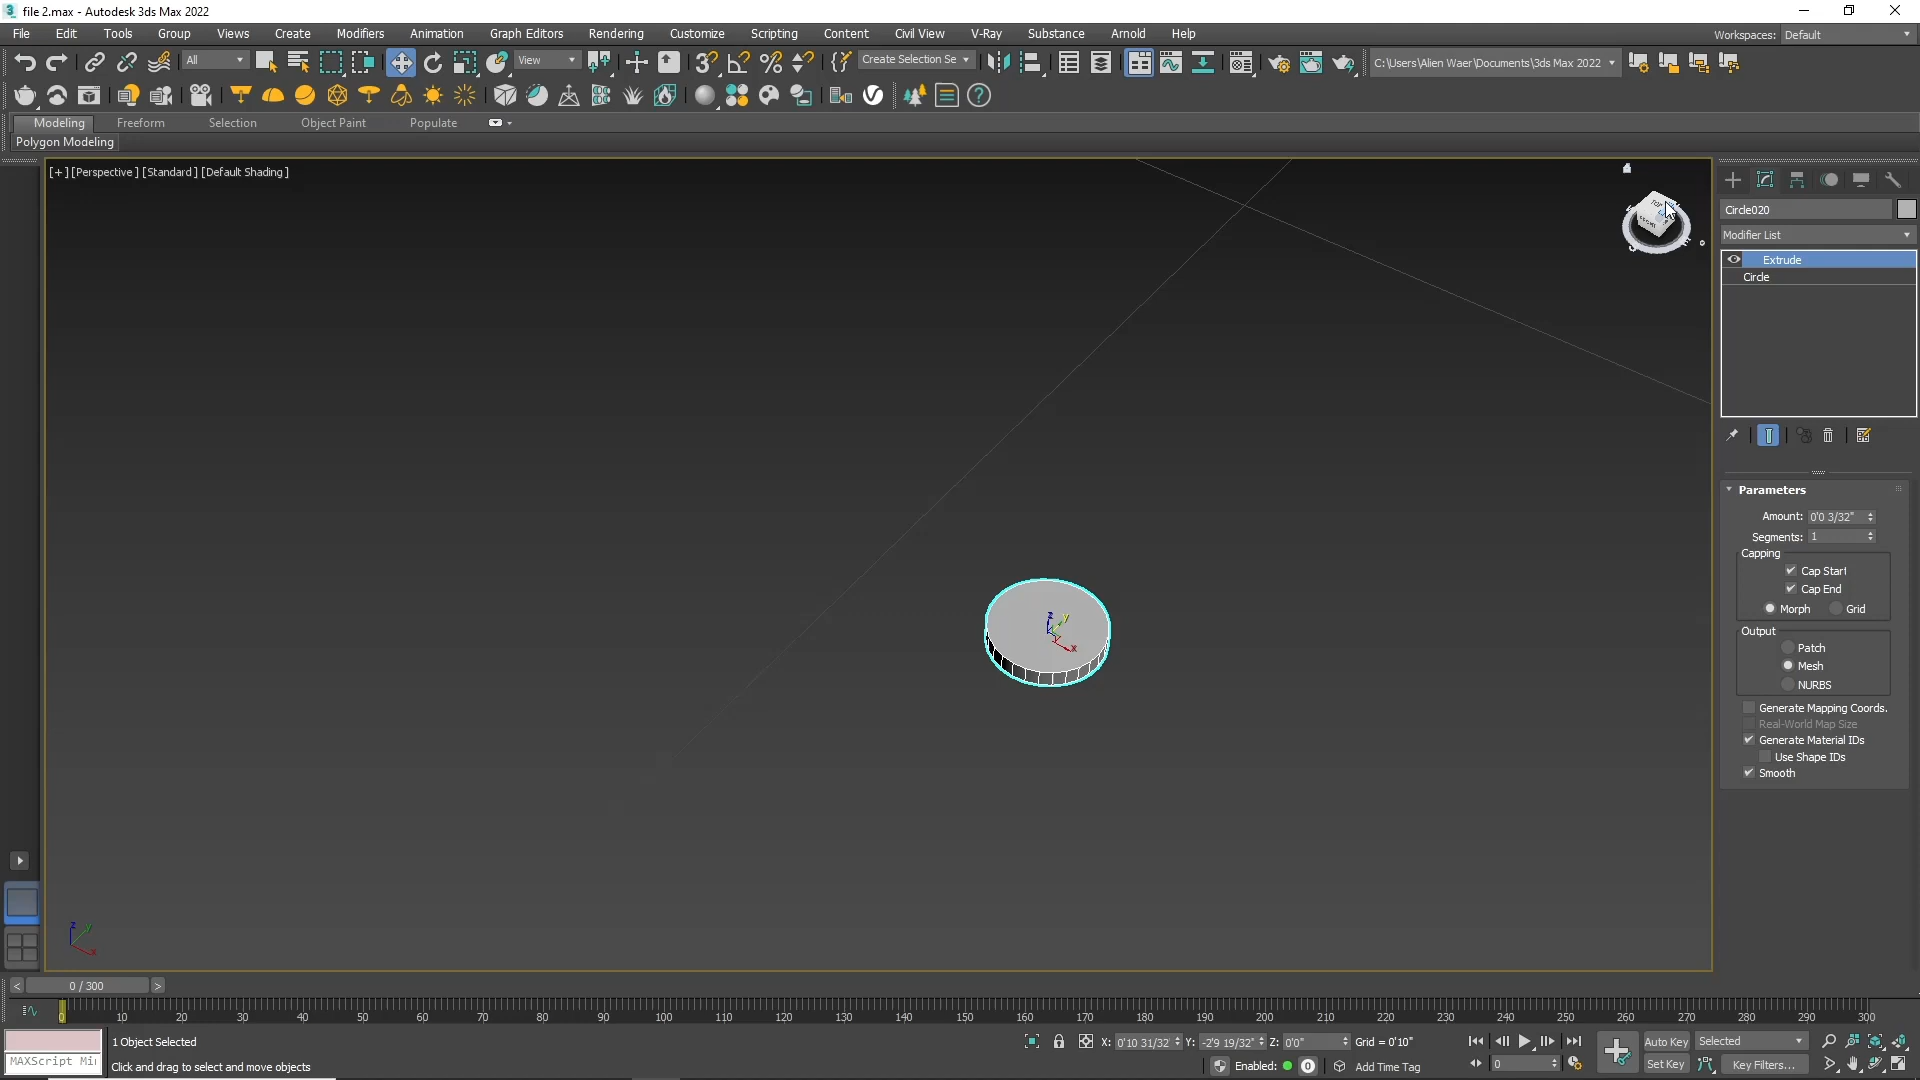 file 2.max - Autodesk 3ds Max 2022
File Edit Tools Group Views Create Modifiers Animation Graph Editors Rendering Customize Scripting Content Civil View V-Ray Substance Arnold Help
Workspaces: Default
All View Create Selection Se C:\Users\Alien Waer\Documents\3ds Max 2022
Modeling Freeform Selection Object Paint Populate
Polygon Modeling
[+] [Perspective] [Standard] [Default Shading]
TOP
Circle020
Modifier List
Extrude
Circle
Parameters
Amount: 0'0 3/32"
Segments: 1
Capping
Cap Start
Cap End
Morph Grid
Output
Patch
Mesh
NURBS
Generate Mapping Coords.
Real-World Map Size
Generate Material IDs
Use Shape IDs
Smooth
z y x
z y x
< 0 / 300 >
0 10 20 30 40 50 60 70 80 90 100 110 120 130 140 150 160 170 180 190 200 210 220 230 240 250 260 270 280 290 300
1 Object Selected
X: 0'10 31/32 Y: -2'9 19/32" Z: 0'0" Grid = 0'10"
Auto Key Selected
MAXScript Mi
Click and drag to select and move objects
Enabled: 0 Add Time Tag
0
Set Key Key Filters...